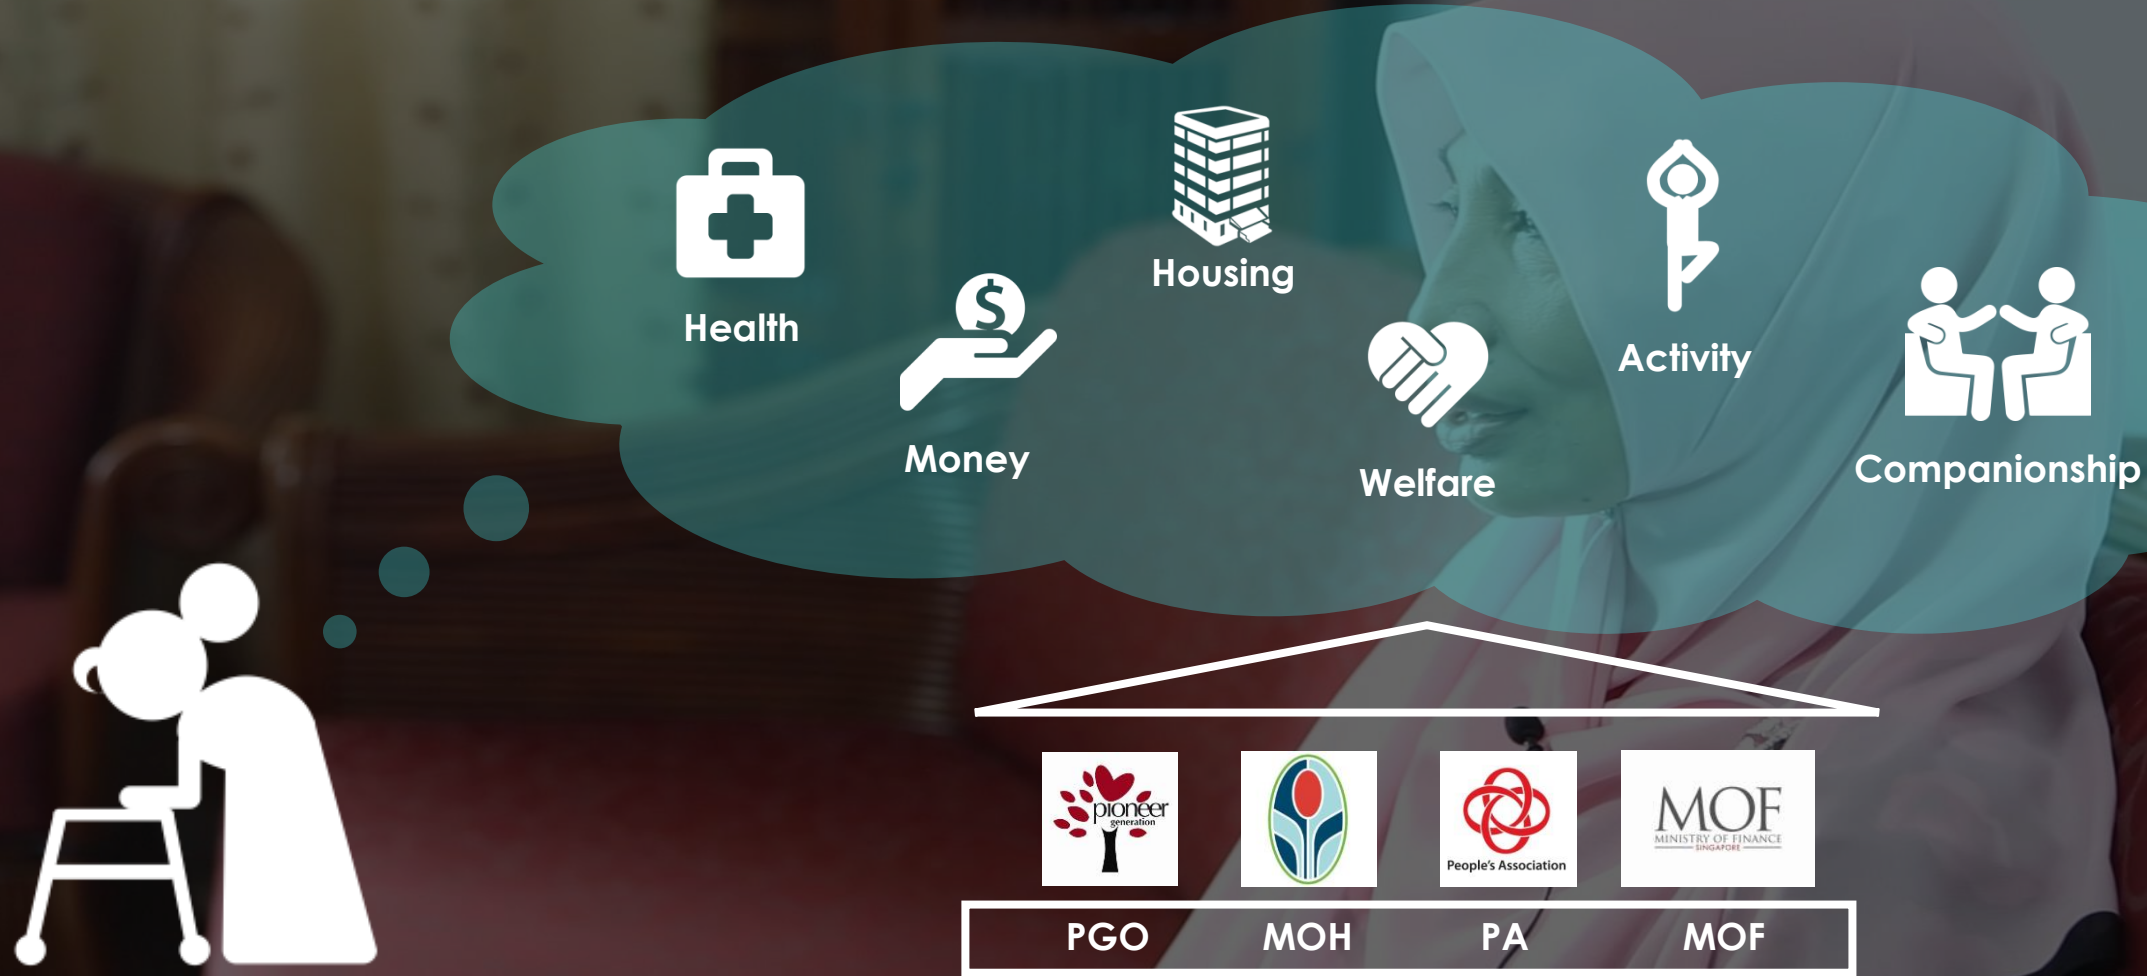 Health
Money
$
Housing
Welfare
Activity
Companionship
pioneer
generation
People's Association
MOF
MINISTRY OF FINANCE
SINGAPORE
PGO
MOH
PA
MOF